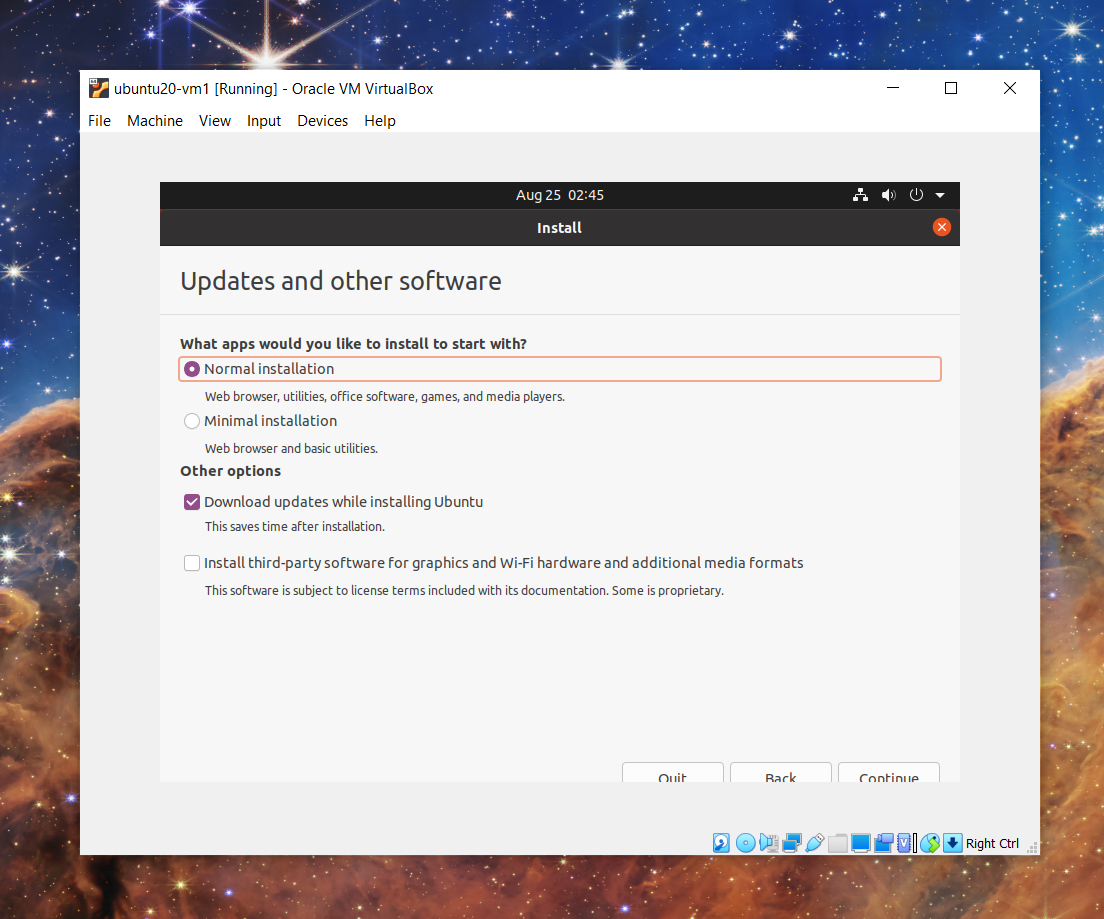 ubuntu20-vm1 [Running] - Oracle VM VirtualBox
File Machine View Input Devices Help
Aug 25 02:45
Install
Updates and other software
What apps would you like to install to start with?
Normal installation
Web browser, utilities, office software, games, and media players.
Minimal installation
Web browser and basic utilities.
Other options
Download updates while installing Ubuntu
This saves time after installation.
Install third-party software for graphics and Wi-Fi hardware and additional media formats
This software is subject to license terms included with its documentation. Some is proprietary.
Quit Back Continue
Right Ctrl